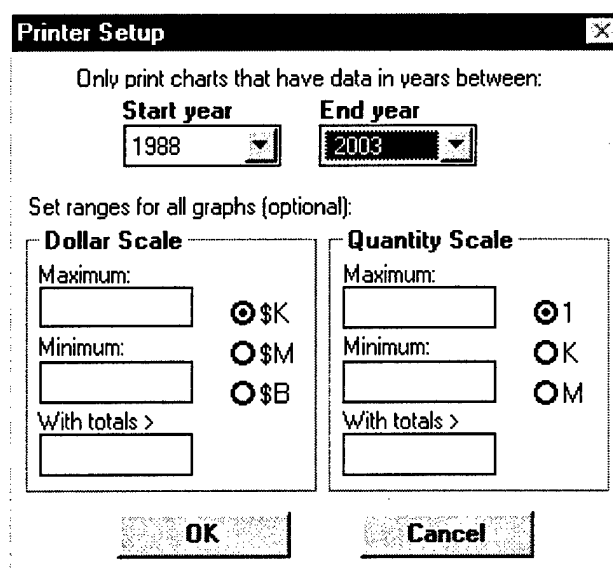 Printer Setup
Only print charts that have data in years between:
Start year End year
1988 2003
Set ranges for all graphs (optional):
Dollar Scale
Maximum:
$K
Minimum:
$M
$B
With totals >
Quantity Scale
Maximum:
1
Minimum:
K
M
With totals >
OK Cancel